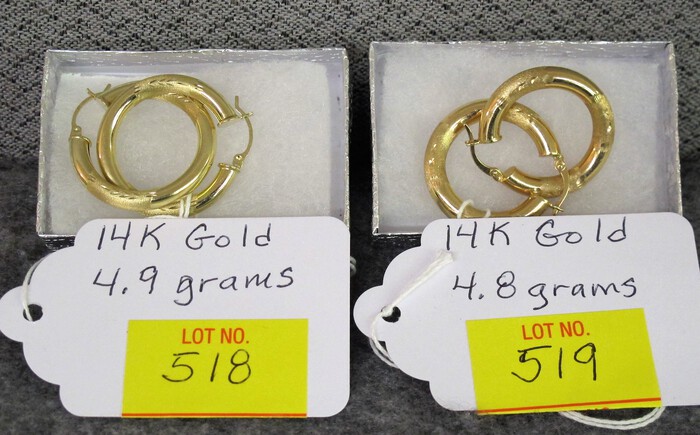 14K Gold
4.9 grams
LOT NO.
518
14K Gold
4.8 grams
LOT NO.
519